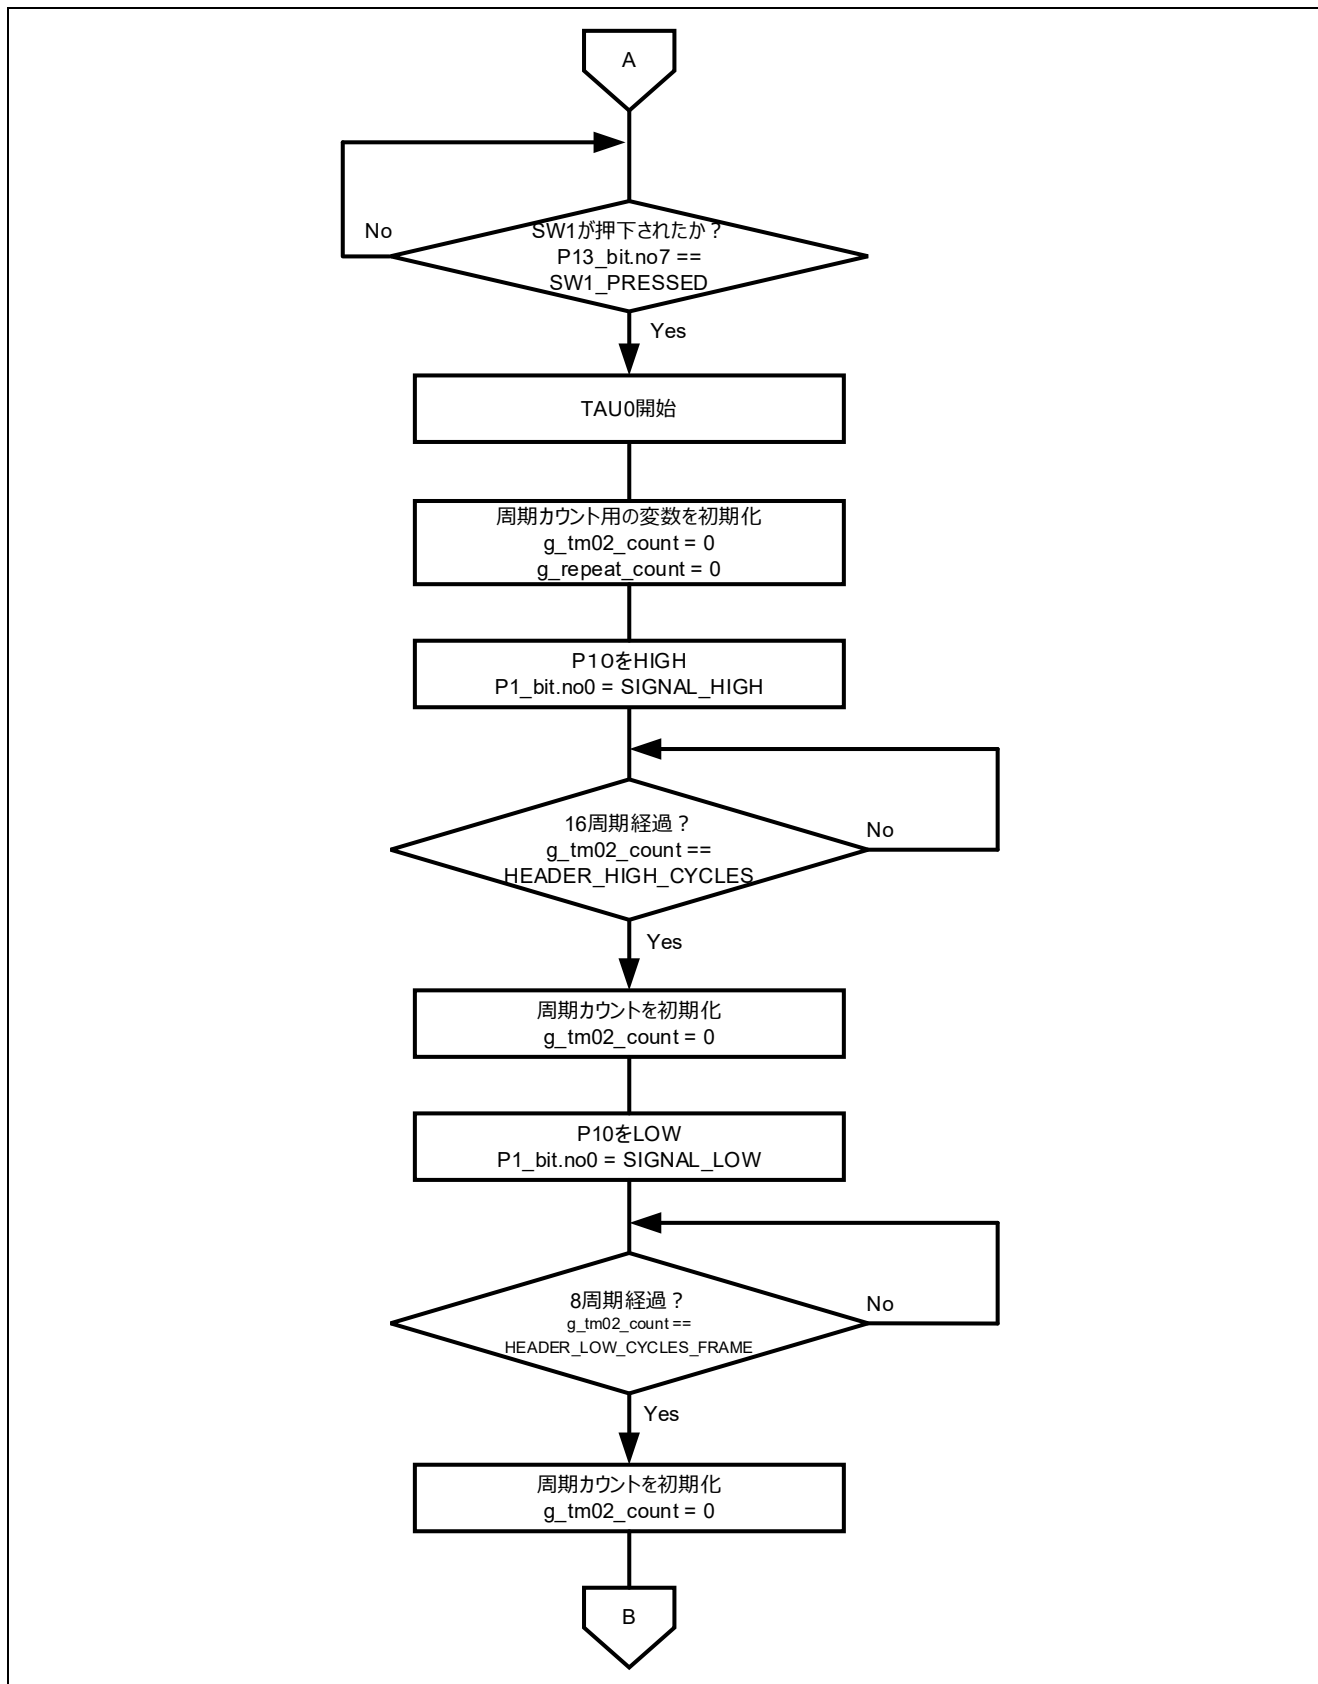 A
No
SW1が押下されたか？
P13_bit.no7 ==
SW1_PRESSED
Yes
TAU0開始
周期カウント用の変数を初期化
g_tm02_count = 0
g_repeat_count = 0
P１０をHIGH
P1_bit.no0 = SIGNAL_HIGH
16周期経過？
g_tm02_count ==
HEADER_HIGH_CYCLES
No
Yes
周期カウントを初期化
g_tm02_count = 0
P10をLOW
P1_bit.no0 = SIGNAL_LOW
8周期経過？
g_tm02_count ==
HEADER_LOW_CYCLES_FRAME
No
Yes
周期カウントを初期化
g_tm02_count = 0
B